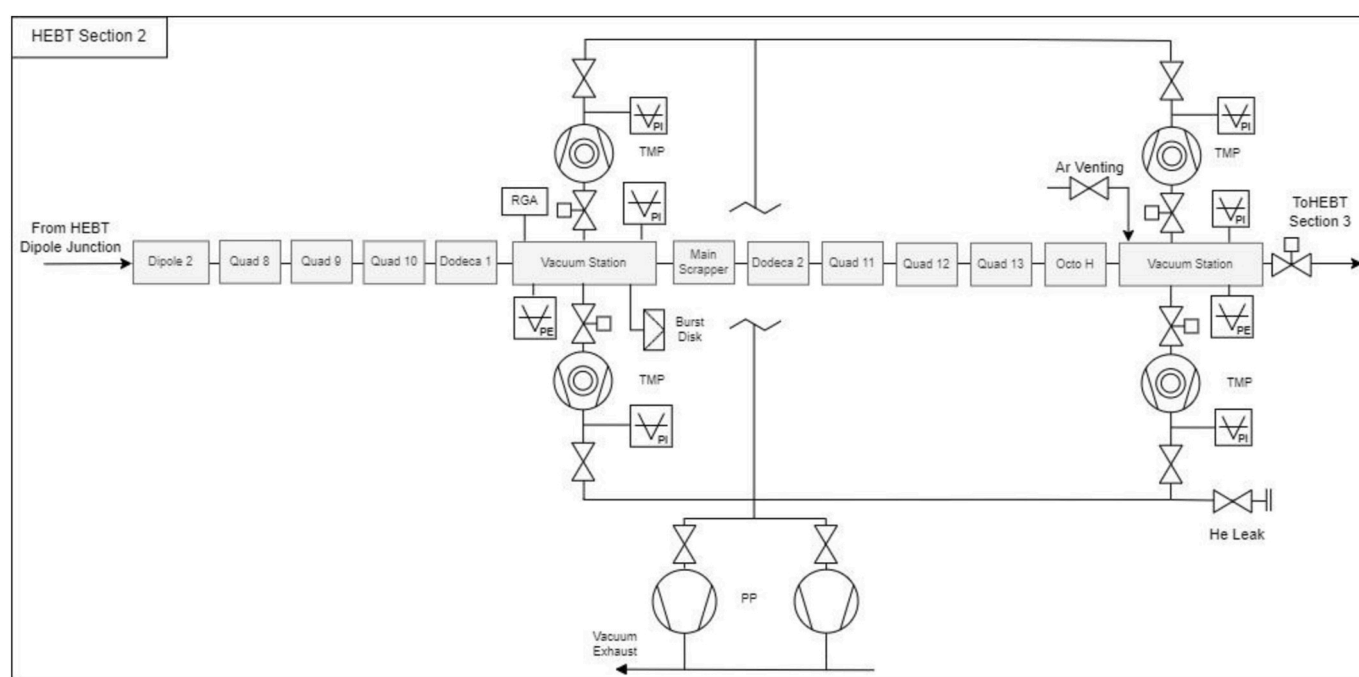 HEBT Section 2
PI
TMP
PI
TMP
Ar Venting
RGA
PI
PI
From HEBT
Dipole Junction
ToHEBT
Section 3
Dipole 2
Quad 8
Quad 9
Quad 10
Dodeca 1
Vacuum Station
Main
Scrapper
Dodeca 2
Quad 11
Quad 12
Quad 13
Octo H
Vacuum Station
PE
Burst
Disk
PE
TMP
TMP
PI
PI
He Leak
PP
Vacuum
Exhaust